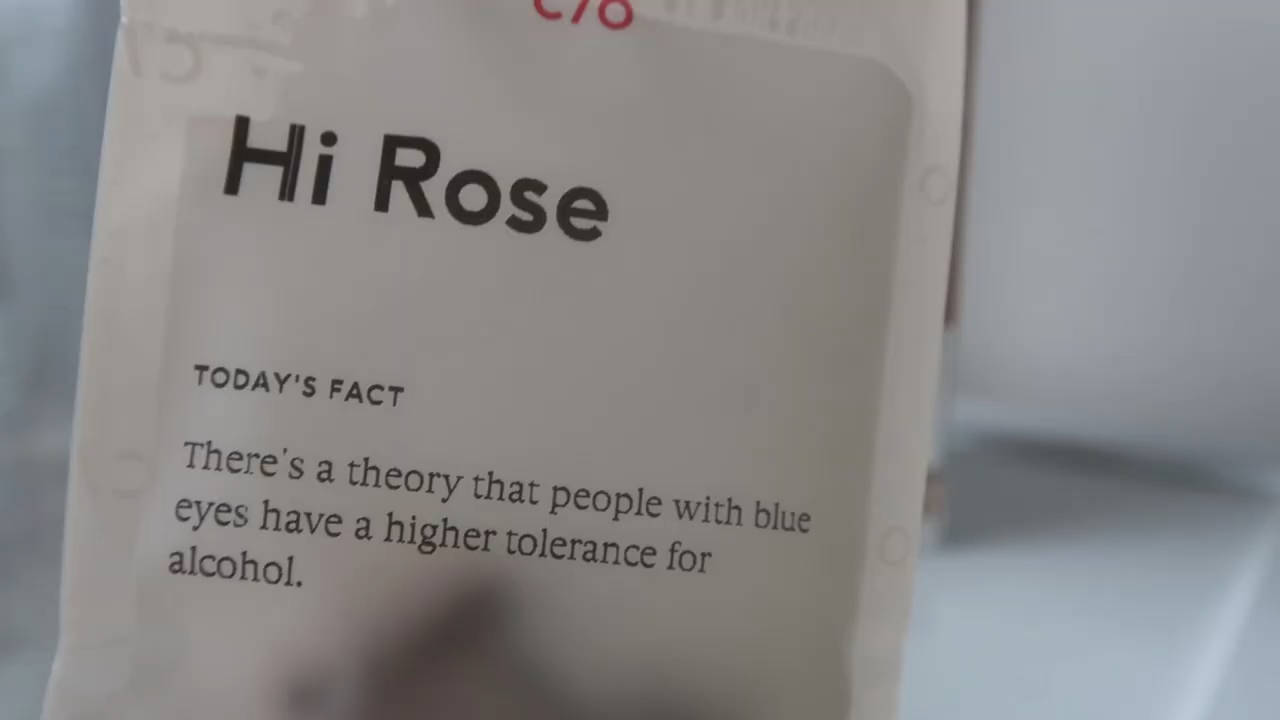 c/o
Hi Rose
TODAY'S FACT
There's a theory that people with blue
eyes have a higher tolerance for
alcohol.